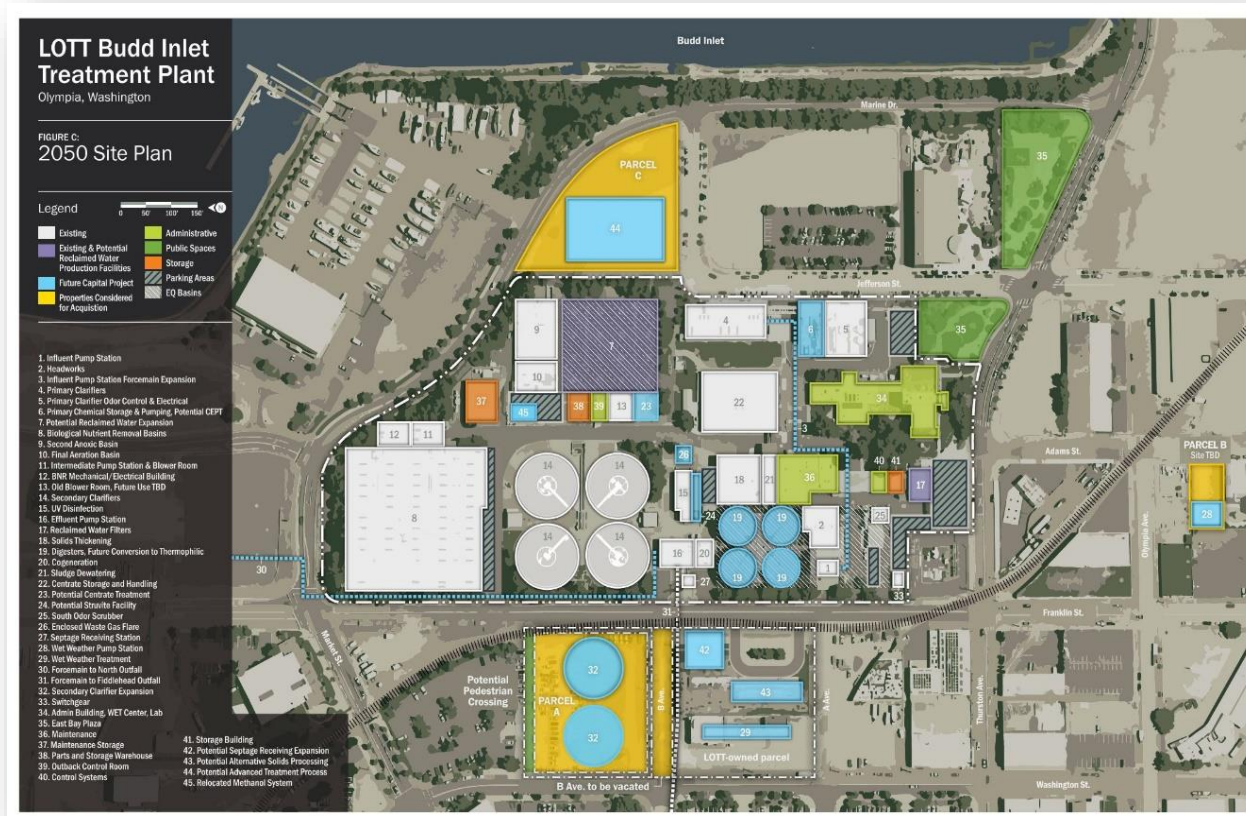 LOTT Budd Inlet
Treatment Plant
Olympia, Washington
FIGURE C:
2050 Site Plan
Legend
0 50' 100' 150' N
Existing
Existing & Potential
Reclaimed Water
Production Facilities
Future Capital Project
Properties Considered
for Acquistion
Administrative
Public Spaces
Storage
Parking Areas
EQ Basins
1. Influent Pump Station
2. Headworks
3. Influent Pump Station Forcemain Expansion
4. Primary Clarifiers
5. Primary Clarifier Odor Control & Electrical
6. Primary Chemical Storage & Pumping, Potential CEPT
7. Potential Reclaimed Water Expansion
8. Biological Nutrient Removal Basins
9. Second Anoxic Basin
10. Final Aeration Basin
11. Intermediate Pump Station & Blower Room
12. BNR Mechanical/Electrical Building
13. Old Blower Room, Future Use TBD
14. Secondary Clarifiers
15. UV Disinfection
16. Effluent Pump Station
17. Reclaimed Water Filters
18. Solids Thickening
19. Digesters, Future Conversion to Thermophilic
20. Cogeneration
21. Sludge Dewatering
22. Centrate Storage and Handling
23. Potential Centrate Treatment
24. Potential Struvite Facility
25. South Odor Scrubber
26. Enclosed Waste Gas Flare
27. Septage Receiving Station
28. Wet Weather Pump Station
29. Wet Weather Treatment
30. Forcemain to North Outfall
31. Forcemain to Fiddlehead Outfall
32. Secondary Clarifier Expansion
33. Switchgear
34. Admin Building, WET Center, Lab
35. East Bay Plaza
36. Maintenance
37. Maintenance Storage
38. Parts and Storage Warehouse
39. Outback Control Room
40. Control Systems
41. Storage Building
42. Potential Septage Receiving Expansion
43. Potential Alternative Solids Processing
44. Potential Advanced Treatment Process
45. Relocated Methanol System
Budd Inlet
Marine Dr.
PARCEL
C
44
35
Jefferson St.
9
7
4
6
5
35
10
37
45
38
39
13
23
22
34
3
12
11
26
Adams St.
PARCEL B
Site TBD
28
14
14
15
18
21
36
40
41
17
24
8
19
19
2
25
14
14
16
20
19
19
1
27
33
30
31
Franklin St.
Market St.
Olympia Ave.
Potential
Pedestrian
Crossing
PARCEL
A
32
32
B Ave.
42
43
29
A Ave.
Thurston Ave.
LOTT-owned parcel
B Ave. to be vacated
Washington St.